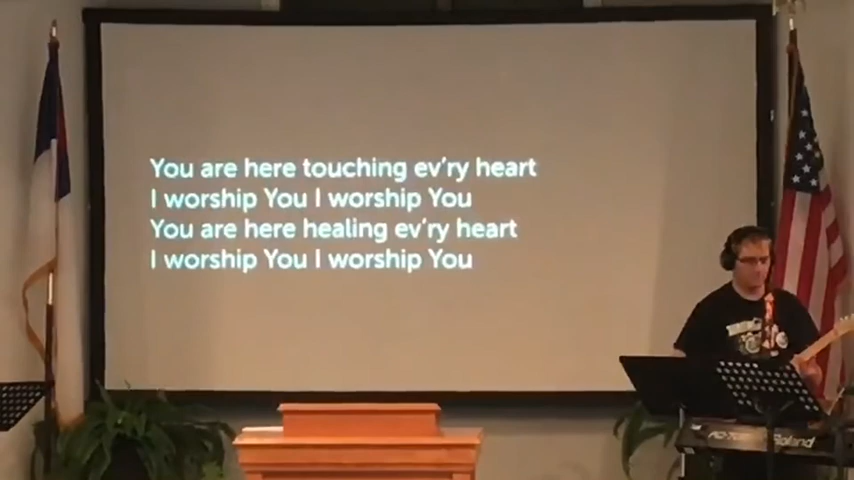 You are here touching ev'ry heart
I worship You I worship You
You are here healing ev'ry heart
I worship You I worship You
Roland